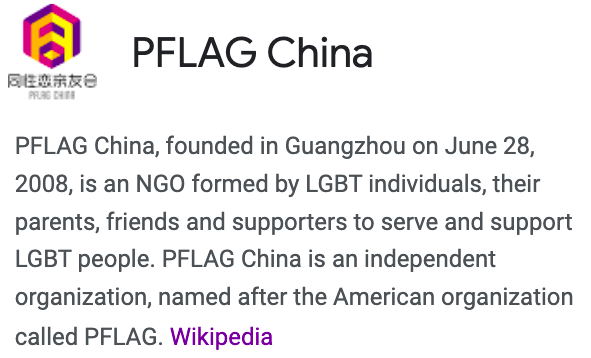 PFLAG China
同性恋亲友会
PFLAG CHINA
PFLAG China, founded in Guangzhou on June 28,
2008, is an NGO formed by LGBT individuals, their
parents, friends and supporters to serve and support
LGBT people. PFLAG China is an independent
organization, named after the American organization
called PFLAG. Wikipedia